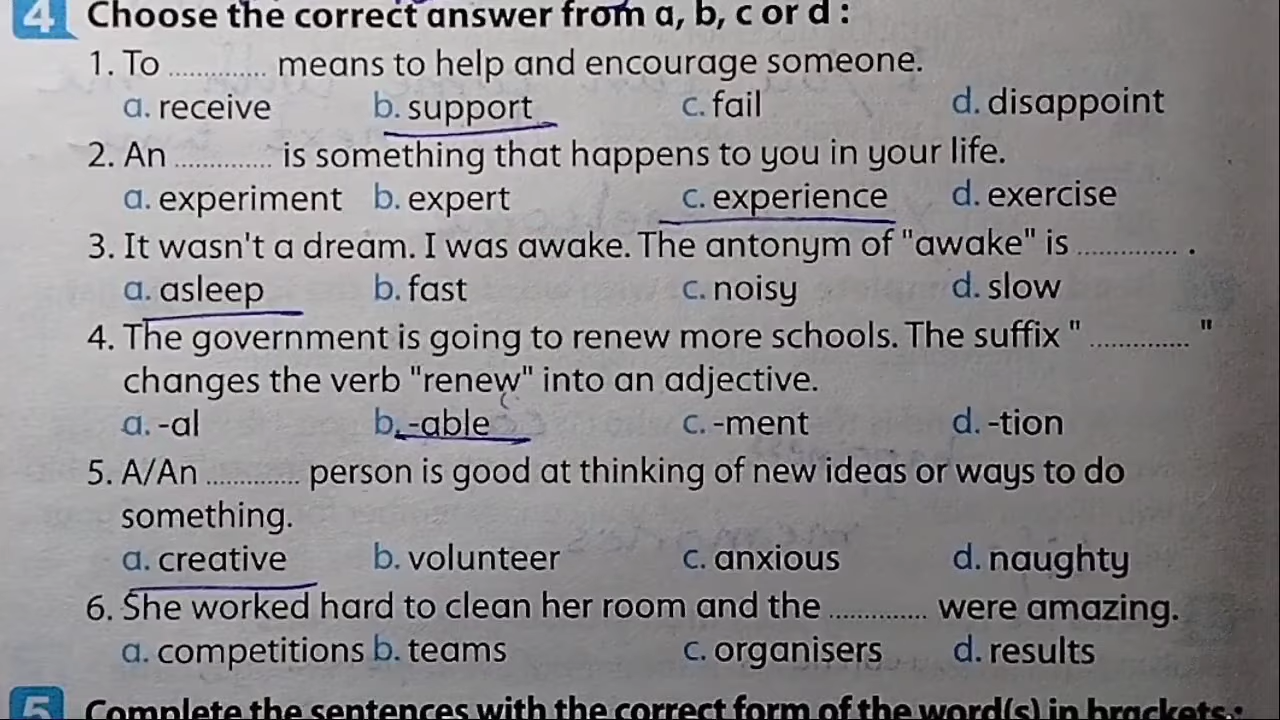 4 Choose the correct answer from a, b, c or d :
1. To .............. means to help and encourage someone.
a. receive b. support c. fail d. disappoint
2. An .............. is something that happens to you in your life.
a. experiment b. expert c. experience d. exercise
3. It wasn't a dream. I was awake. The antonym of "awake" is .............. .
a. asleep b. fast c. noisy d. slow
4. The government is going to renew more schools. The suffix " .............. "
changes the verb "renew" into an adjective.
a. -al b. -able c. -ment d. -tion
5. A/An .............. person is good at thinking of new ideas or ways to do
something.
a. creative b. volunteer c. anxious d. naughty
6. She worked hard to clean her room and the .............. were amazing.
a. competitions b. teams c. organisers d. results
5 Complete the sentences with the correct form of the word(s) in brackets :